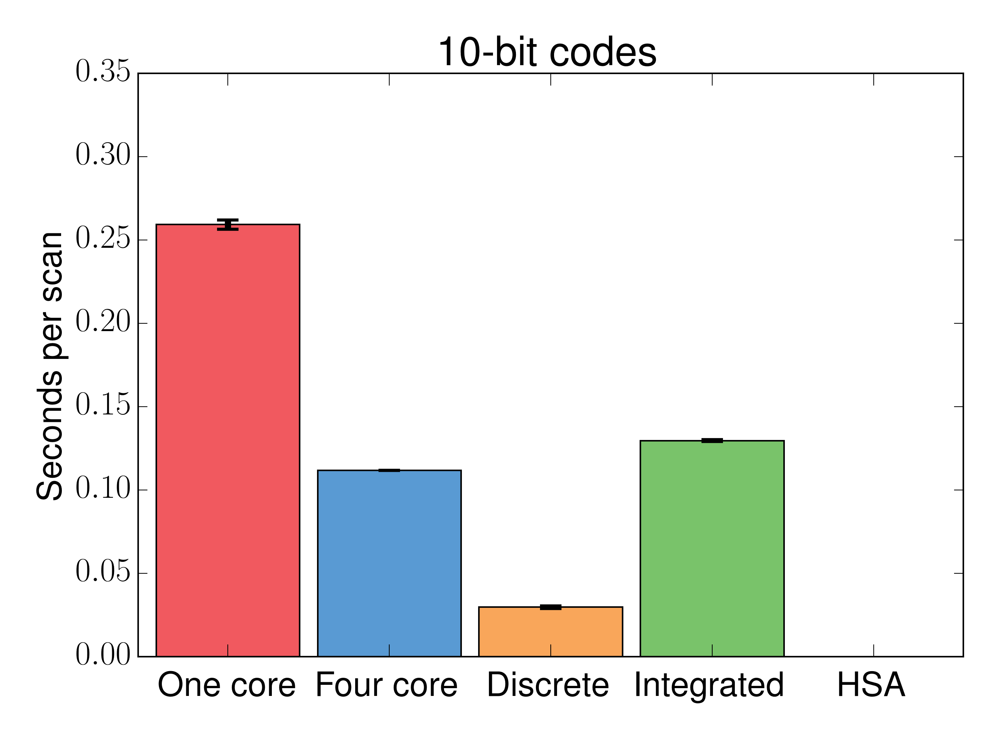 10-bit codes
Seconds per scan
0.35
0.30
0.25
0.20
0.15
0.10
0.05
0.00
One core Four core Discrete Integrated HSA